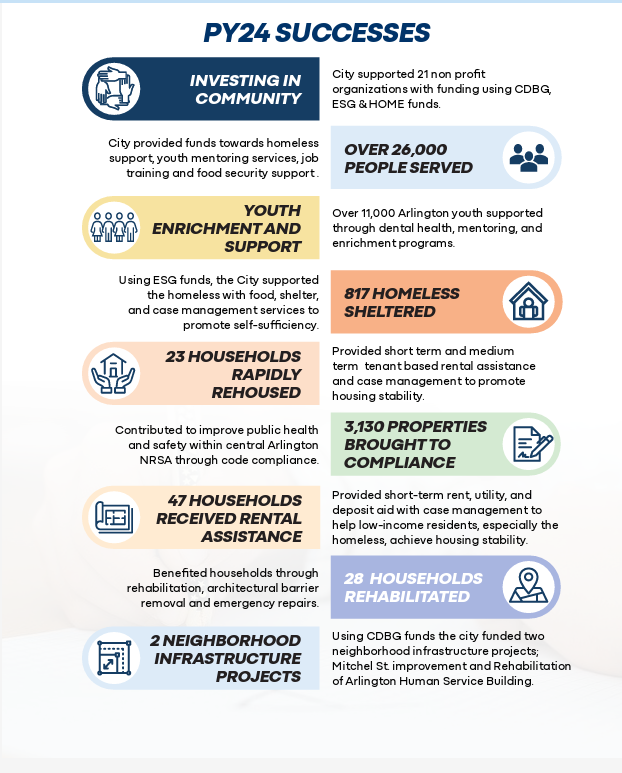 PY24 SUCCESSES
INVESTING IN
COMMUNITY
City supported 21 non profit
organizations with funding using CDBG,
ESG & HOME funds.
City provided funds towards homeless
support, youth mentoring services, job
training and food security support .
OVER 26,000
PEOPLE SERVED
YOUTH
ENRICHMENT AND
SUPPORT
Over 11,000 Arlington youth supported
through dental health, mentoring, and
enrichment programs.
Using ESG funds, the City supported
the homeless with food, shelter,
and case management services to
promote self-sufficiency.
817 HOMELESS
SHELTERED
23 HOUSEHOLDS
RAPIDLY
REHOUSED
Provided short term and medium
term  tenant based rental assistance
and case management to promote
housing stability.
Contributed to improve public health
and safety within central Arlington
NRSA through code compliance.
3,130 PROPERTIES
BROUGHT TO
COMPLIANCE
47 HOUSEHOLDS
RECEIVED RENTAL
ASSISTANCE
Provided short-term rent, utility, and
deposit aid with case management to
help low-income residents, especially the
homeless, achieve housing stability.
Benefited households through
rehabilitation, architectural barrier
removal and emergency repairs.
28  HOUSEHOLDS
REHABILITATED
2 NEIGHBORHOOD
INFRASTRUCTURE
PROJECTS
Using CDBG funds the city funded two
neighborhood infrastructure projects;
Mitchel St. improvement and Rehabilitation
of Arlington Human Service Building.